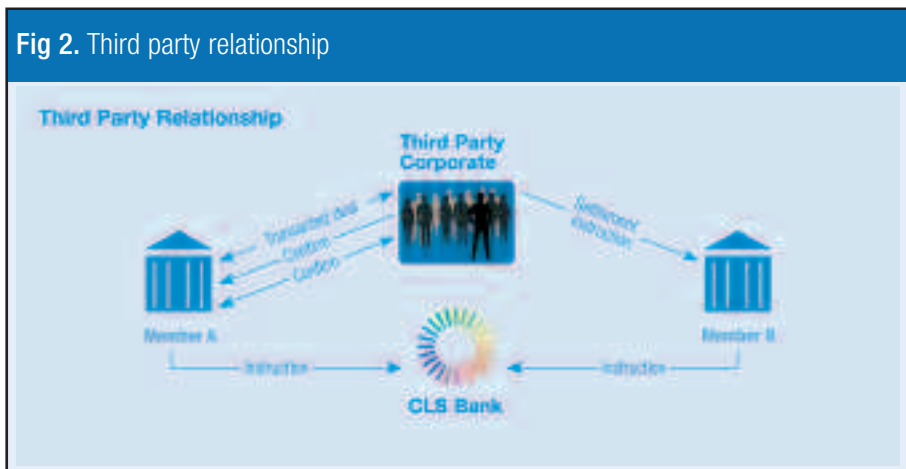 Fig 2. Third party relationship
Third Party Relationship
Third Party
Corporate
Transacted deal
Confirm
Confirm
Settlement
instruction
Member A
Member B
Instruction
Instruction
CLS Bank